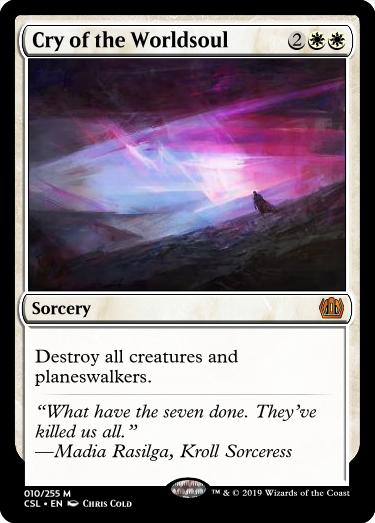 Cry of the Worldsoul 2
Sorcery
Destroy all creatures and
planeswalkers.
“What have the seven done. They’ve
killed us all.”
—Madia Rasilga, Kroll Sorceress
010/255 M
CSL • EN Chris Cold
™ & © 2019 Wizards of the Coast